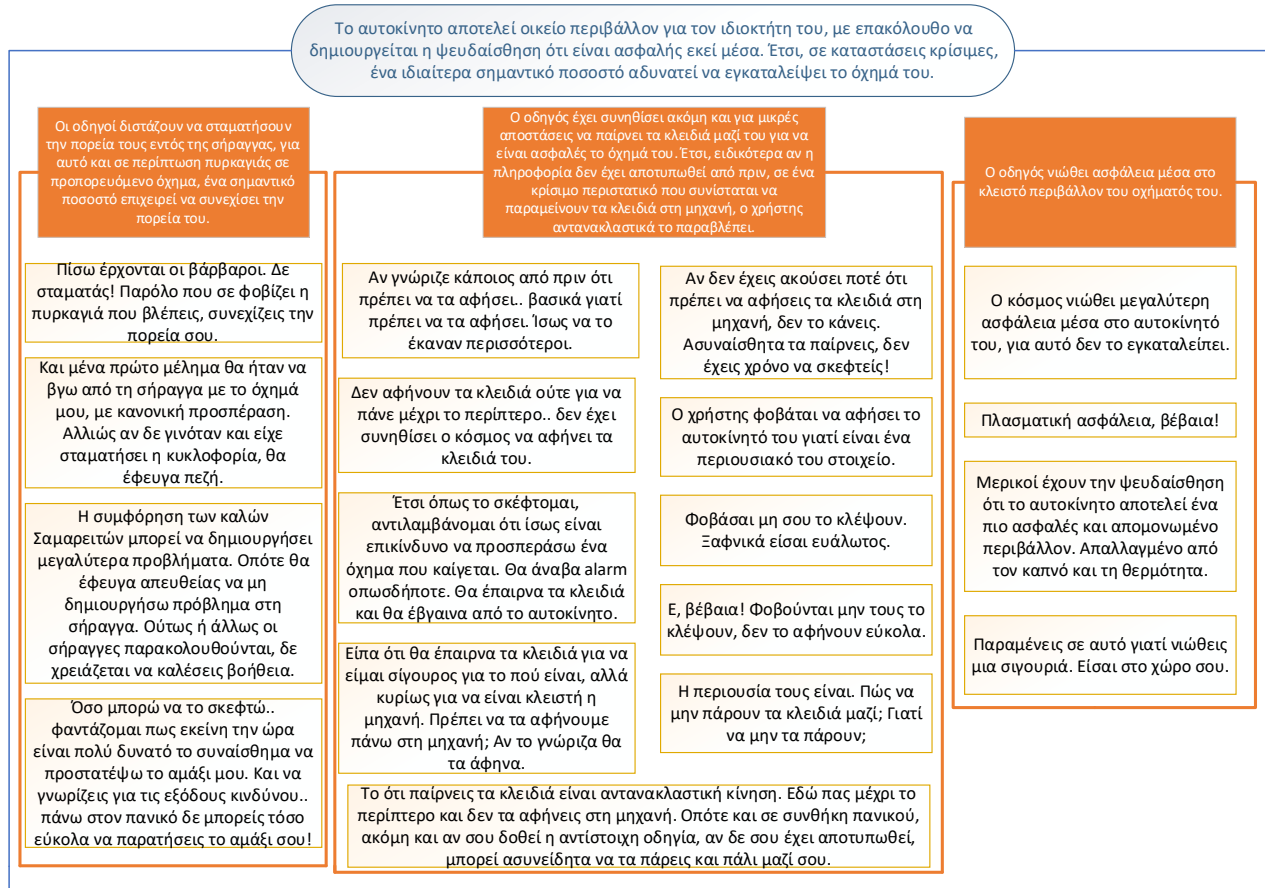 Το αυτοκίνητο αποτελεί οικείο περιβάλλον για τον ιδιοκτήτη του, με επακόλουθο να
δημιουργείται η ψευδαίσθηση ότι είναι ασφαλής εκεί μέσα. Έτσι, σε καταστάσεις κρίσιμες,
ένα ιδιαίτερα σημαντικό ποσοστό αδυνατεί να εγκαταλείψει το όχημά του.
Οι οδηγοί διστάζουν να σταματήσουν
την πορεία τους εντός της σήραγγας, για
αυτό και σε περίπτωση πυρκαγιάς σε
προπορευόμενο όχημα, ένα σημαντικό
ποσοστό επιχειρεί να συνεχίσει την
πορεία του.
Πίσω έρχονται οι βάρβαροι. Δε
σταματάς! Παρόλο που σε φοβίζει η
πυρκαγιά που βλέπεις, συνεχίζεις την
πορεία σου.
Και μένα πρώτο μέλημα θα ήταν να
βγω από τη σήραγγα με το όχημά
μου, με κανονική προσπέραση.
Αλλιώς αν δε γινόταν και είχε
σταματήσει η κυκλοφορία, θα
έφευγα πεζή.
Η συμφόρηση των καλών
Σαμαρειτών μπορεί να δημιουργήσει
μεγαλύτερα προβλήματα. Οπότε θα
έφευγα απευθείας να μη
δημιουργήσω πρόβλημα στη
σήραγγα. Ούτως ή άλλως οι
σήραγγες παρακολουθούνται, δε
χρειάζεται να καλέσεις βοήθεια.
Όσο μπορώ να το σκεφτώ..
φαντάζομαι πως εκείνη την ώρα
είναι πολύ δυνατό το συναίσθημα να
προστατέψω το αμάξι μου. Και να
γνωρίζεις για τις εξόδους κινδύνου..
πάνω στον πανικό δε μπορείς τόσο
εύκολα να παρατήσεις το αμάξι σου!
Ο οδηγός έχει συνηθίσει ακόμη και για μικρές
αποστάσεις να παίρνει τα κλειδιά μαζί του για να
είναι ασφαλές το όχημά του. Έτσι, ειδικότερα αν η
πληροφορία δεν έχει αποτυπωθεί από πριν, σε ένα
κρίσιμο περιστατικό που συνίσταται να
παραμείνουν τα κλειδιά στη μηχανή, ο χρήστης
αντανακλαστικά το παραβλέπει.
Αν γνώριζε κάποιος από πριν ότι
πρέπει να τα αφήσει.. βασικά γιατί
πρέπει να τα αφήσει. Ίσως να το
έκαναν περισσότεροι.
Δεν αφήνουν τα κλειδιά ούτε για να
πάνε μέχρι το περίπτερο.. δεν έχει
συνηθίσει ο κόσμος να αφήνει τα
κλειδιά του.
Έτσι όπως το σκέφτομαι,
αντιλαμβάνομαι ότι ίσως είναι
επικίνδυνο να προσπεράσω ένα
όχημα που καίγεται. Θα άναβα alarm
οπωσδήποτε. Θα έπαιρνα τα κλειδιά
και θα έβγαινα από το αυτοκίνητο.
Είπα ότι θα έπαιρνα τα κλειδιά για να
είμαι σίγουρος για το πού είναι, αλλά
κυρίως για να είναι κλειστή η
μηχανή. Πρέπει να τα αφήνουμε
πάνω στη μηχανή; Αν το γνώριζα θα
τα άφηνα.
Αν δεν έχεις ακούσει ποτέ ότι
πρέπει να αφήσεις τα κλειδιά στη
μηχανή, δεν το κάνεις.
Ασυναίσθητα τα παίρνεις, δεν
έχεις χρόνο να σκεφτείς!
Ο χρήστης φοβάται να αφήσει το
αυτοκίνητό του γιατί είναι ένα
περιουσιακό του στοιχείο.
Φοβάσαι μη σου το κλέψουν.
Ξαφνικά είσαι ευάλωτος.
Ε, βέβαια! Φοβούνται μην τους το
κλέψουν, δεν το αφήνουν εύκολα.
Η περιουσία τους είναι. Πώς να
μην πάρουν τα κλειδιά μαζί; Γιατί
να μην τα πάρουν;
Το ότι παίρνεις τα κλειδιά είναι αντανακλαστική κίνηση. Εδώ πας μέχρι το
περίπτερο και δεν τα αφήνεις στη μηχανή. Οπότε και σε συνθήκη πανικού,
ακόμη και αν σου δοθεί η αντίστοιχη οδηγία, αν δε σου έχει αποτυπωθεί,
μπορεί ασυνείδητα να τα πάρεις και πάλι μαζί σου.
Ο οδηγός νιώθει ασφάλεια μέσα στο
κλειστό περιβάλλον του οχήματός του.
Ο κόσμος νιώθει μεγαλύτερη
ασφάλεια μέσα στο αυτοκίνητό
του, για αυτό δεν το εγκαταλείπει.
Πλασματική ασφάλεια, βέβαια!
Μερικοί έχουν την ψευδαίσθηση
ότι το αυτοκίνητο αποτελεί ένα
πιο ασφαλές και απομονωμένο
περιβάλλον. Απαλλαγμένο από
τον καπνό και τη θερμότητα.
Παραμένεις σε αυτό γιατί νιώθεις
μια σιγουριά. Είσαι στο χώρο σου.